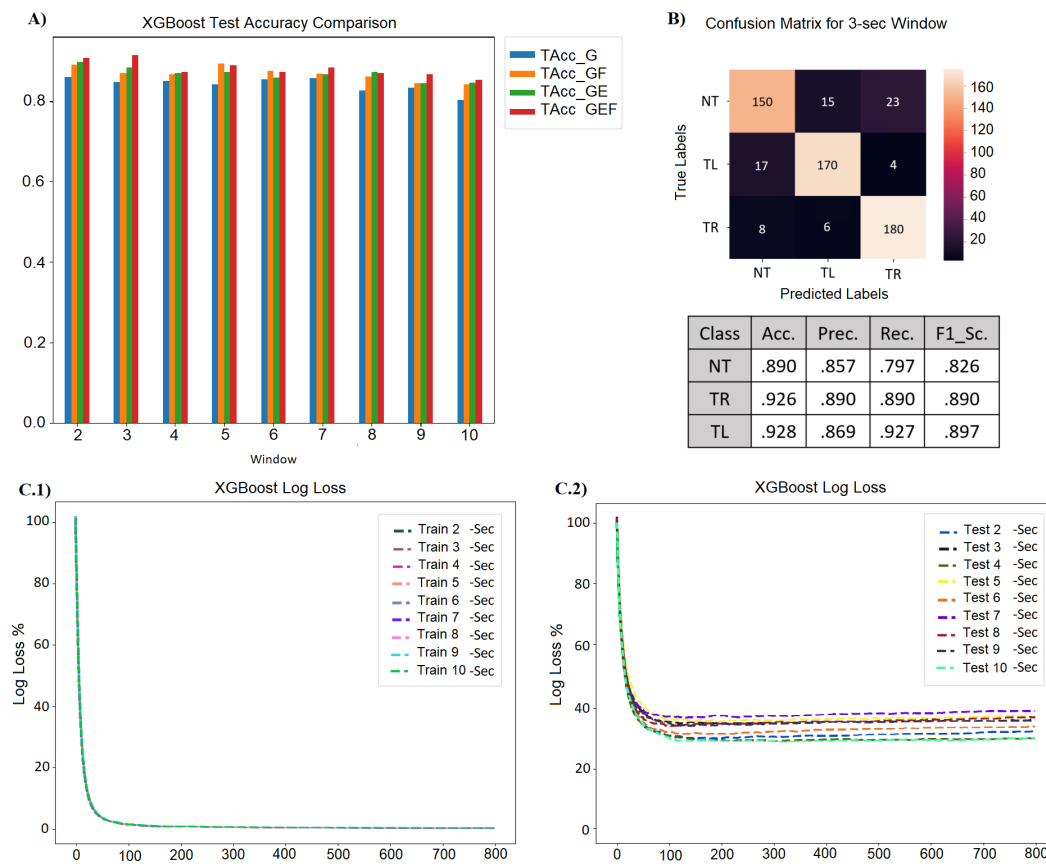 A)
XGBoost Test Accuracy Comparison
0.8
0.6
0.4
0.2
0.0
2 3 4 5 6 7 8 9 10
Window
TAcc_G
TAcc_GF
TAcc_GE
TAcc_GEF
B)
Confusion Matrix for 3-sec Window
True Labels
NT 150 15 23
TL 17 170 4
TR 8 6 180
NT TL TR
Predicted Labels
160
140
120
100
80
60
40
20
Class Acc. Prec. Rec. F1_Sc.
NT .890 .857 .797 .826
TR .926 .890 .890 .890
TL .928 .869 .927 .897
C.1)
XGBoost Log Loss
Log Loss %
100
80
60
40
20
0
0 100 200 300 400 500 600 700 800
Train 2 -Sec
Train 3 -Sec
Train 4 -Sec
Train 5 -Sec
Train 6 -Sec
Train 7 -Sec
Train 8 -Sec
Train 9 -Sec
Train 10 -Sec
C.2)
XGBoost Log Loss
Log Loss %
100
80
60
40
20
0
0 100 200 300 400 500 600 700 800
Test 2 -Sec
Test 3 -Sec
Test 4 -Sec
Test 5 -Sec
Test 6 -Sec
Test 7 -Sec
Test 8 -Sec
Test 9 -Sec
Test 10 -Sec